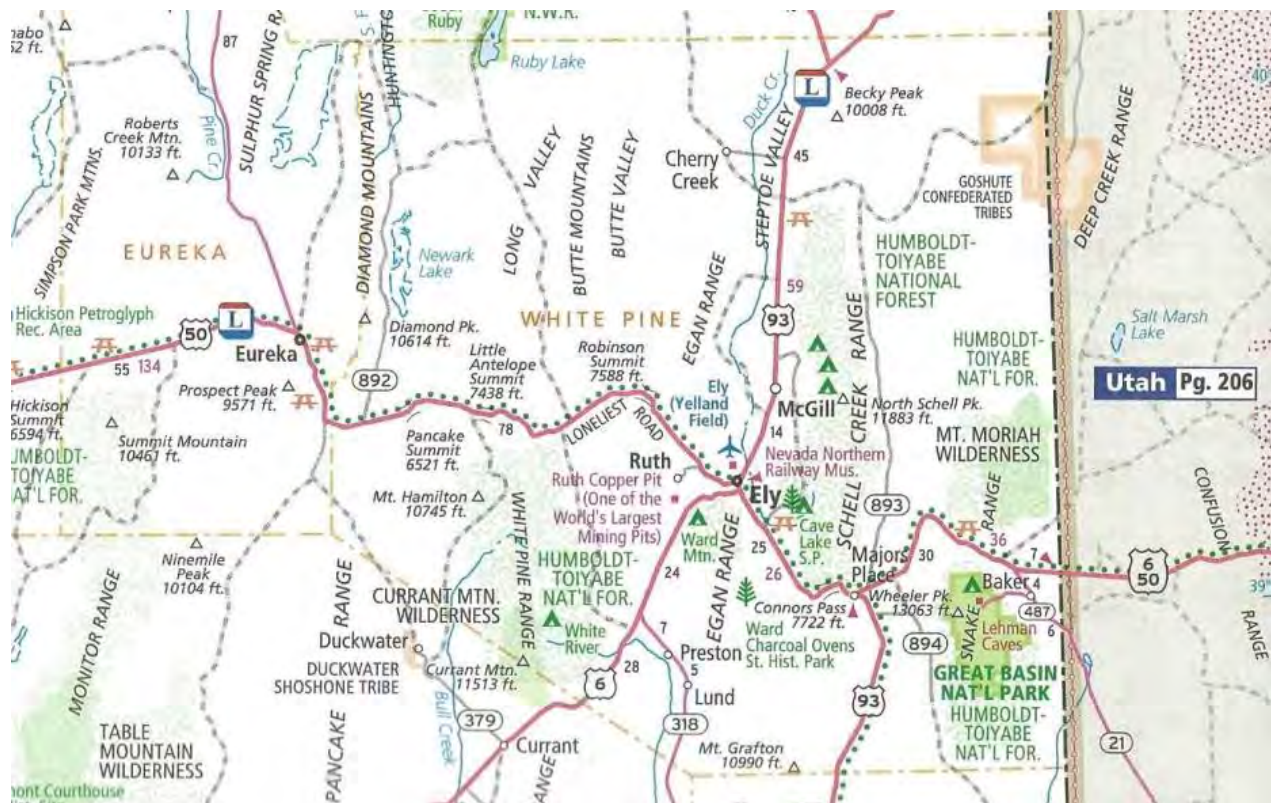 Ruby
N.W.R.
87
SULPHUR SPRING RA
Ruby Lake
40°
Duck Cr.
L
Becky Peak
10008 ft.
Roberts
Creek Mtn.
10133 ft.
Pine Cr.
DIAMOND MOUNTAINS
HUNTINGTO
Cherry
Creek
45
STEPTOE VALLEY
GOSHUTE
CONFEDERATED
TRIBES
DEEP CREEK RANGE
SIMPSON PARK MTNS.
EUREKA
Newark
Lake
LONG
VALLEY
BUTTE MOUNTAINS
BUTTE VALLEY
EGAN RANGE
HUMBOLDT-
TOIYABE
NATIONAL
FOREST
59
Hickison Petroglyph
Rec. Area
50
L
Eureka
Diamond Pk.
10614 ft.
WHITE PINE
93
SCHELL CREEK RANGE
Salt Marsh
Lake
HUMBOLDT-
TOIYABE
NAT'L FOR.
55
134
Prospect Peak
9571 ft.
892
Little
Antelope
Summit
7438 ft.
Robinson
Summit
7588 ft.
Ely
(Yelland
Field)
McGill
North Schell Pk.
11883 ft.
Utah Pg. 206
Hickison
Summit
6594 ft.
Summit Mountain
10461 ft.
UMBOLDT-
TOIYABE
AT'L FOR.
Pancake
Summit
6521 ft.
78
LONELIEST
ROAD
14
MT. MORIAH
WILDERNESS
Nevada Northern
Railway Mus.
Ruth
Ruth Copper Pit
(One of the
World's Largest
Mining Pits)
Ely
Mt. Hamilton
10745 ft.
893
RANGE
CONFUSION
RANGE
Ward
Mtn.
Cave
Lake
S.P.
25
26
Majors
Place
30
36
7
6
50
Ninemile
Peak
10104 ft.
WHITE PINE RANGE
HUMBOLDT-
TOIYABE
NAT'L FOR.
24
EGAN RANGE
Connors Pass
7722 ft.
Wheeler Pk.
13063 ft.
Baker
4
487
39°
MONITOR RANGE
RANGE
CURRANT MTN.
WILDERNESS
White
River
Ward
Charcoal Ovens
St. Hist. Park
894
SNAKE
Lehman
Caves
6
Duckwater
DUCKWATER
SHOSHONE TRIBE
Currant Mtn.
11513 ft.
7
Preston
28
5
6
Lund
GREAT BASIN
NAT'L PARK
HUMBOLDT-
TOIYABE
NAT'L FOR.
93
TABLE
MOUNTAIN
WILDERNESS
PANCAKE
Bull Creek
379
Currant
318
Mt. Grafton
10990 ft.
21
ANGE
mont Courthouse